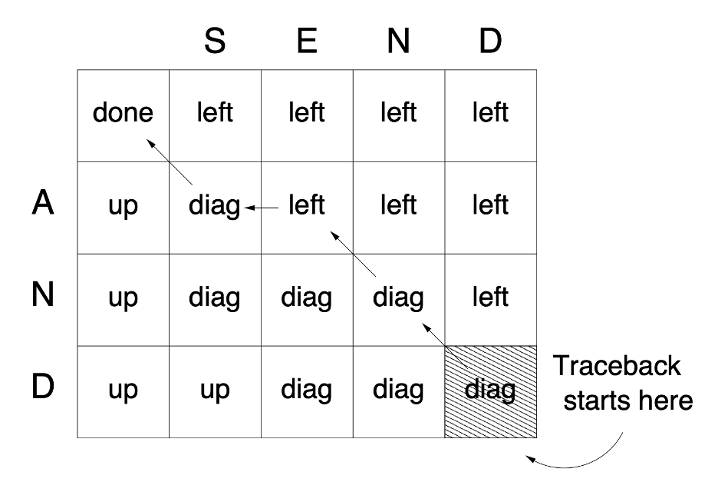 S E N D
done left left left left
A up diag left left left
N up diag diag diag left
D up up diag diag diag
Traceback
starts here